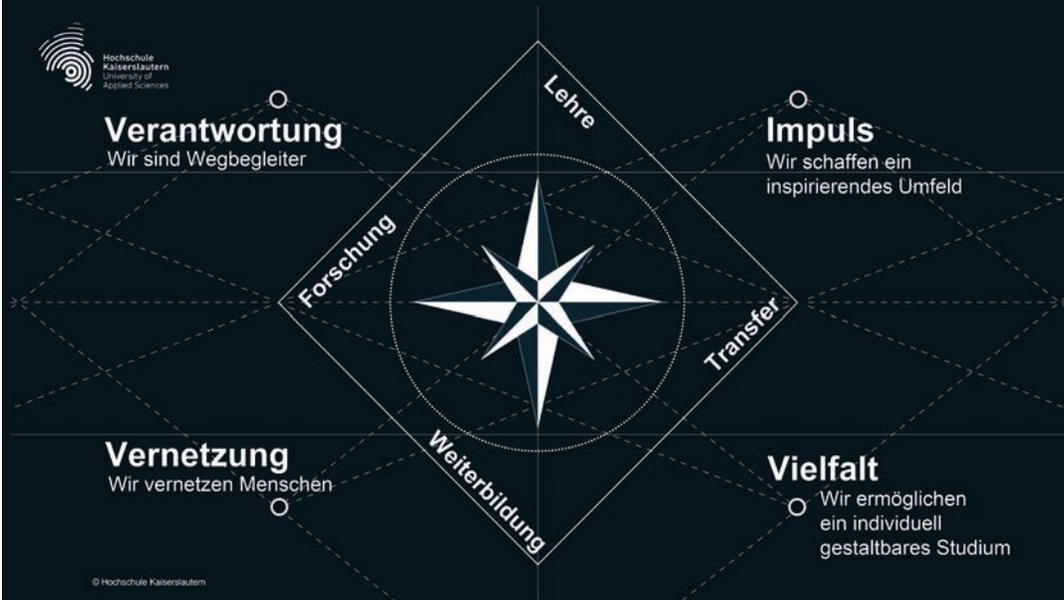 Hochschule
Kaiserslautern
University of
Applied Sciences
Verantwortung
Wir sind Wegbegleiter
Lehre
Impuls
Wir schaffen ein
inspirierendes Umfeld
Forschung
Transfer
Vernetzung
Wir vernetzen Menschen
Weiterbildung
Vielfalt
Wir ermöglichen
ein individuell
gestaltbares Studium
© Hochschule Kaiserslautern